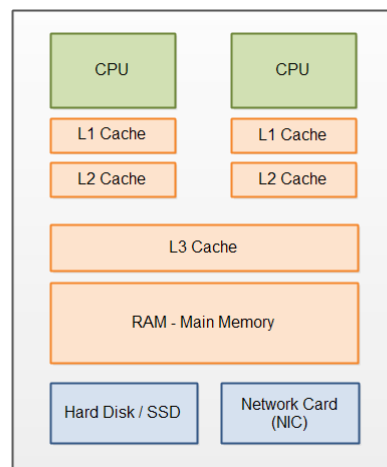 CPU
CPU
L1 Cache
L1 Cache
L2 Cache
L2 Cache
L3 Cache
RAM - Main Memory
Hard Disk / SSD
Network Card
(NIC)